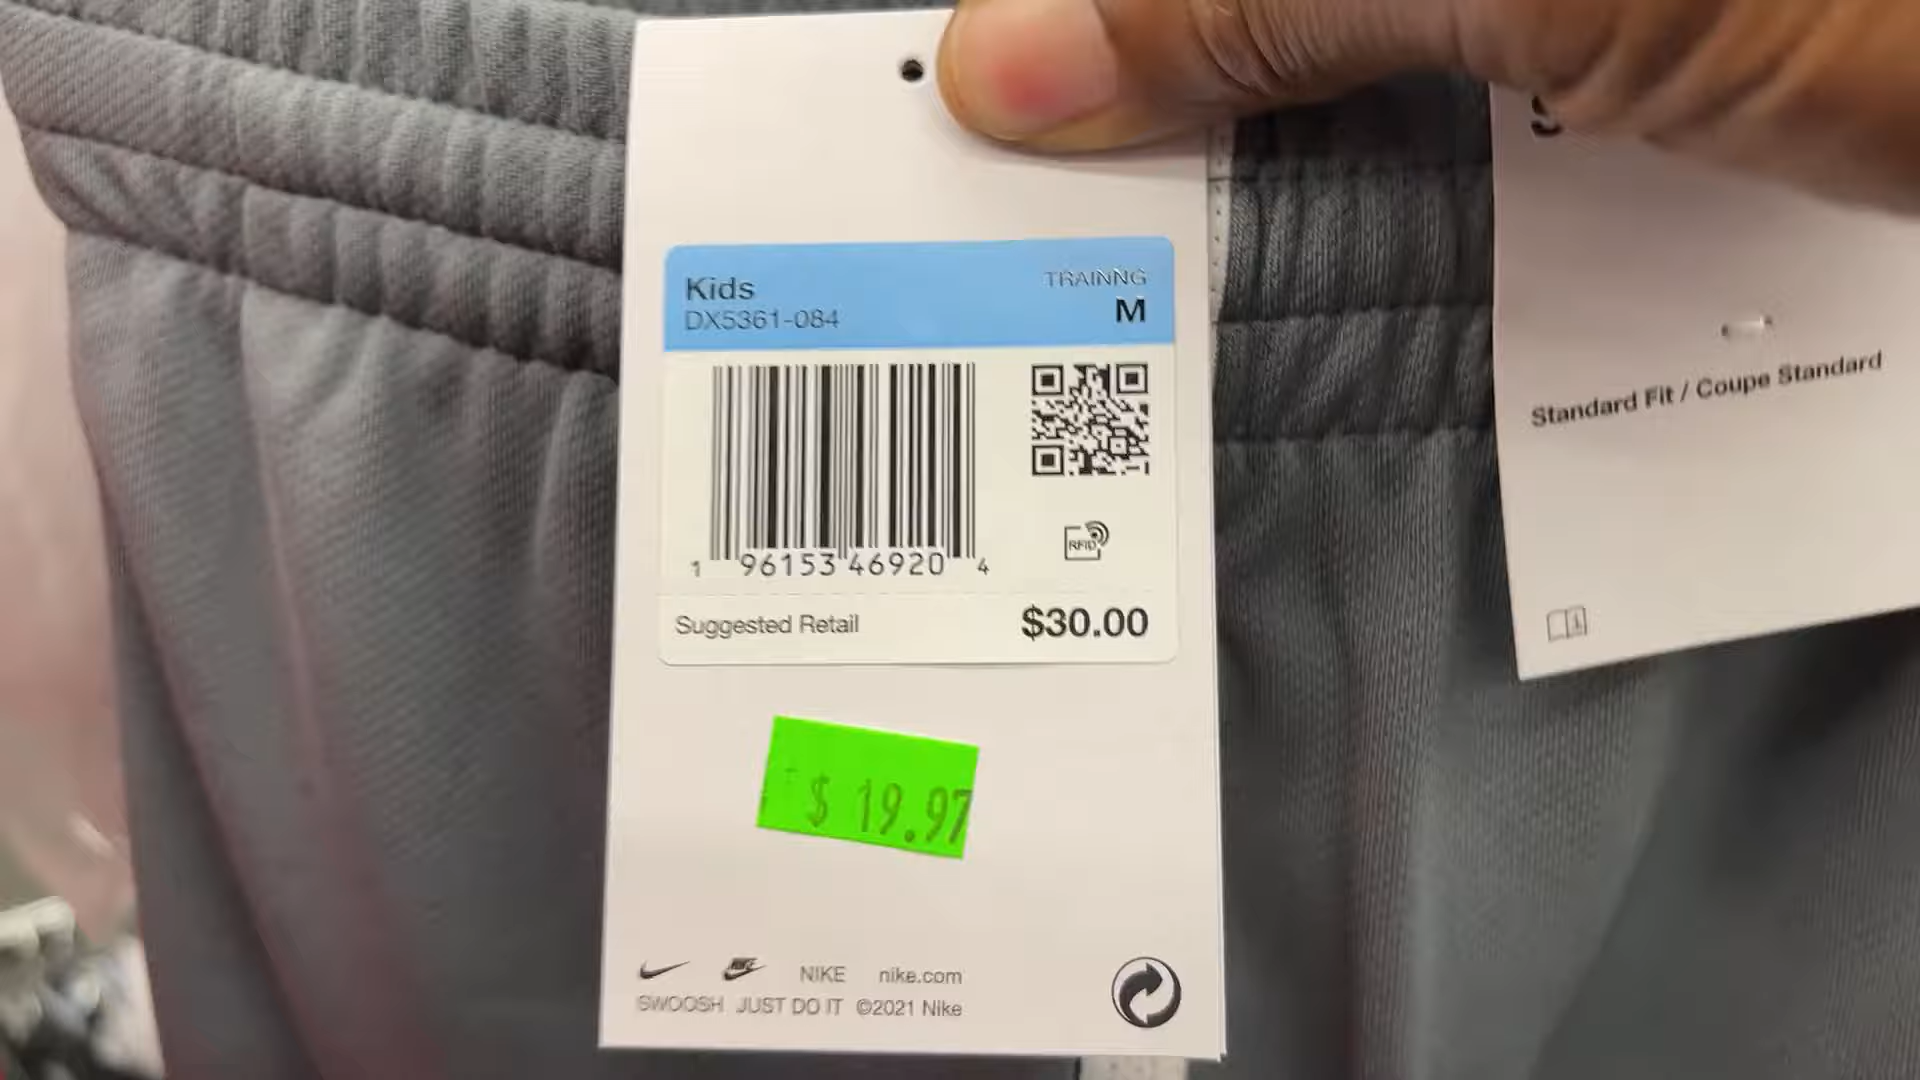 Kids
TRAINNG
DX5361-084
M
1 96153 46920 4
RFID
Suggested Retail
$30.00
$ 19.97
NIKE NIKE nike.com
SWOOSH JUST DO IT ©2021 Nike
Standard Fit / Coupe Standard